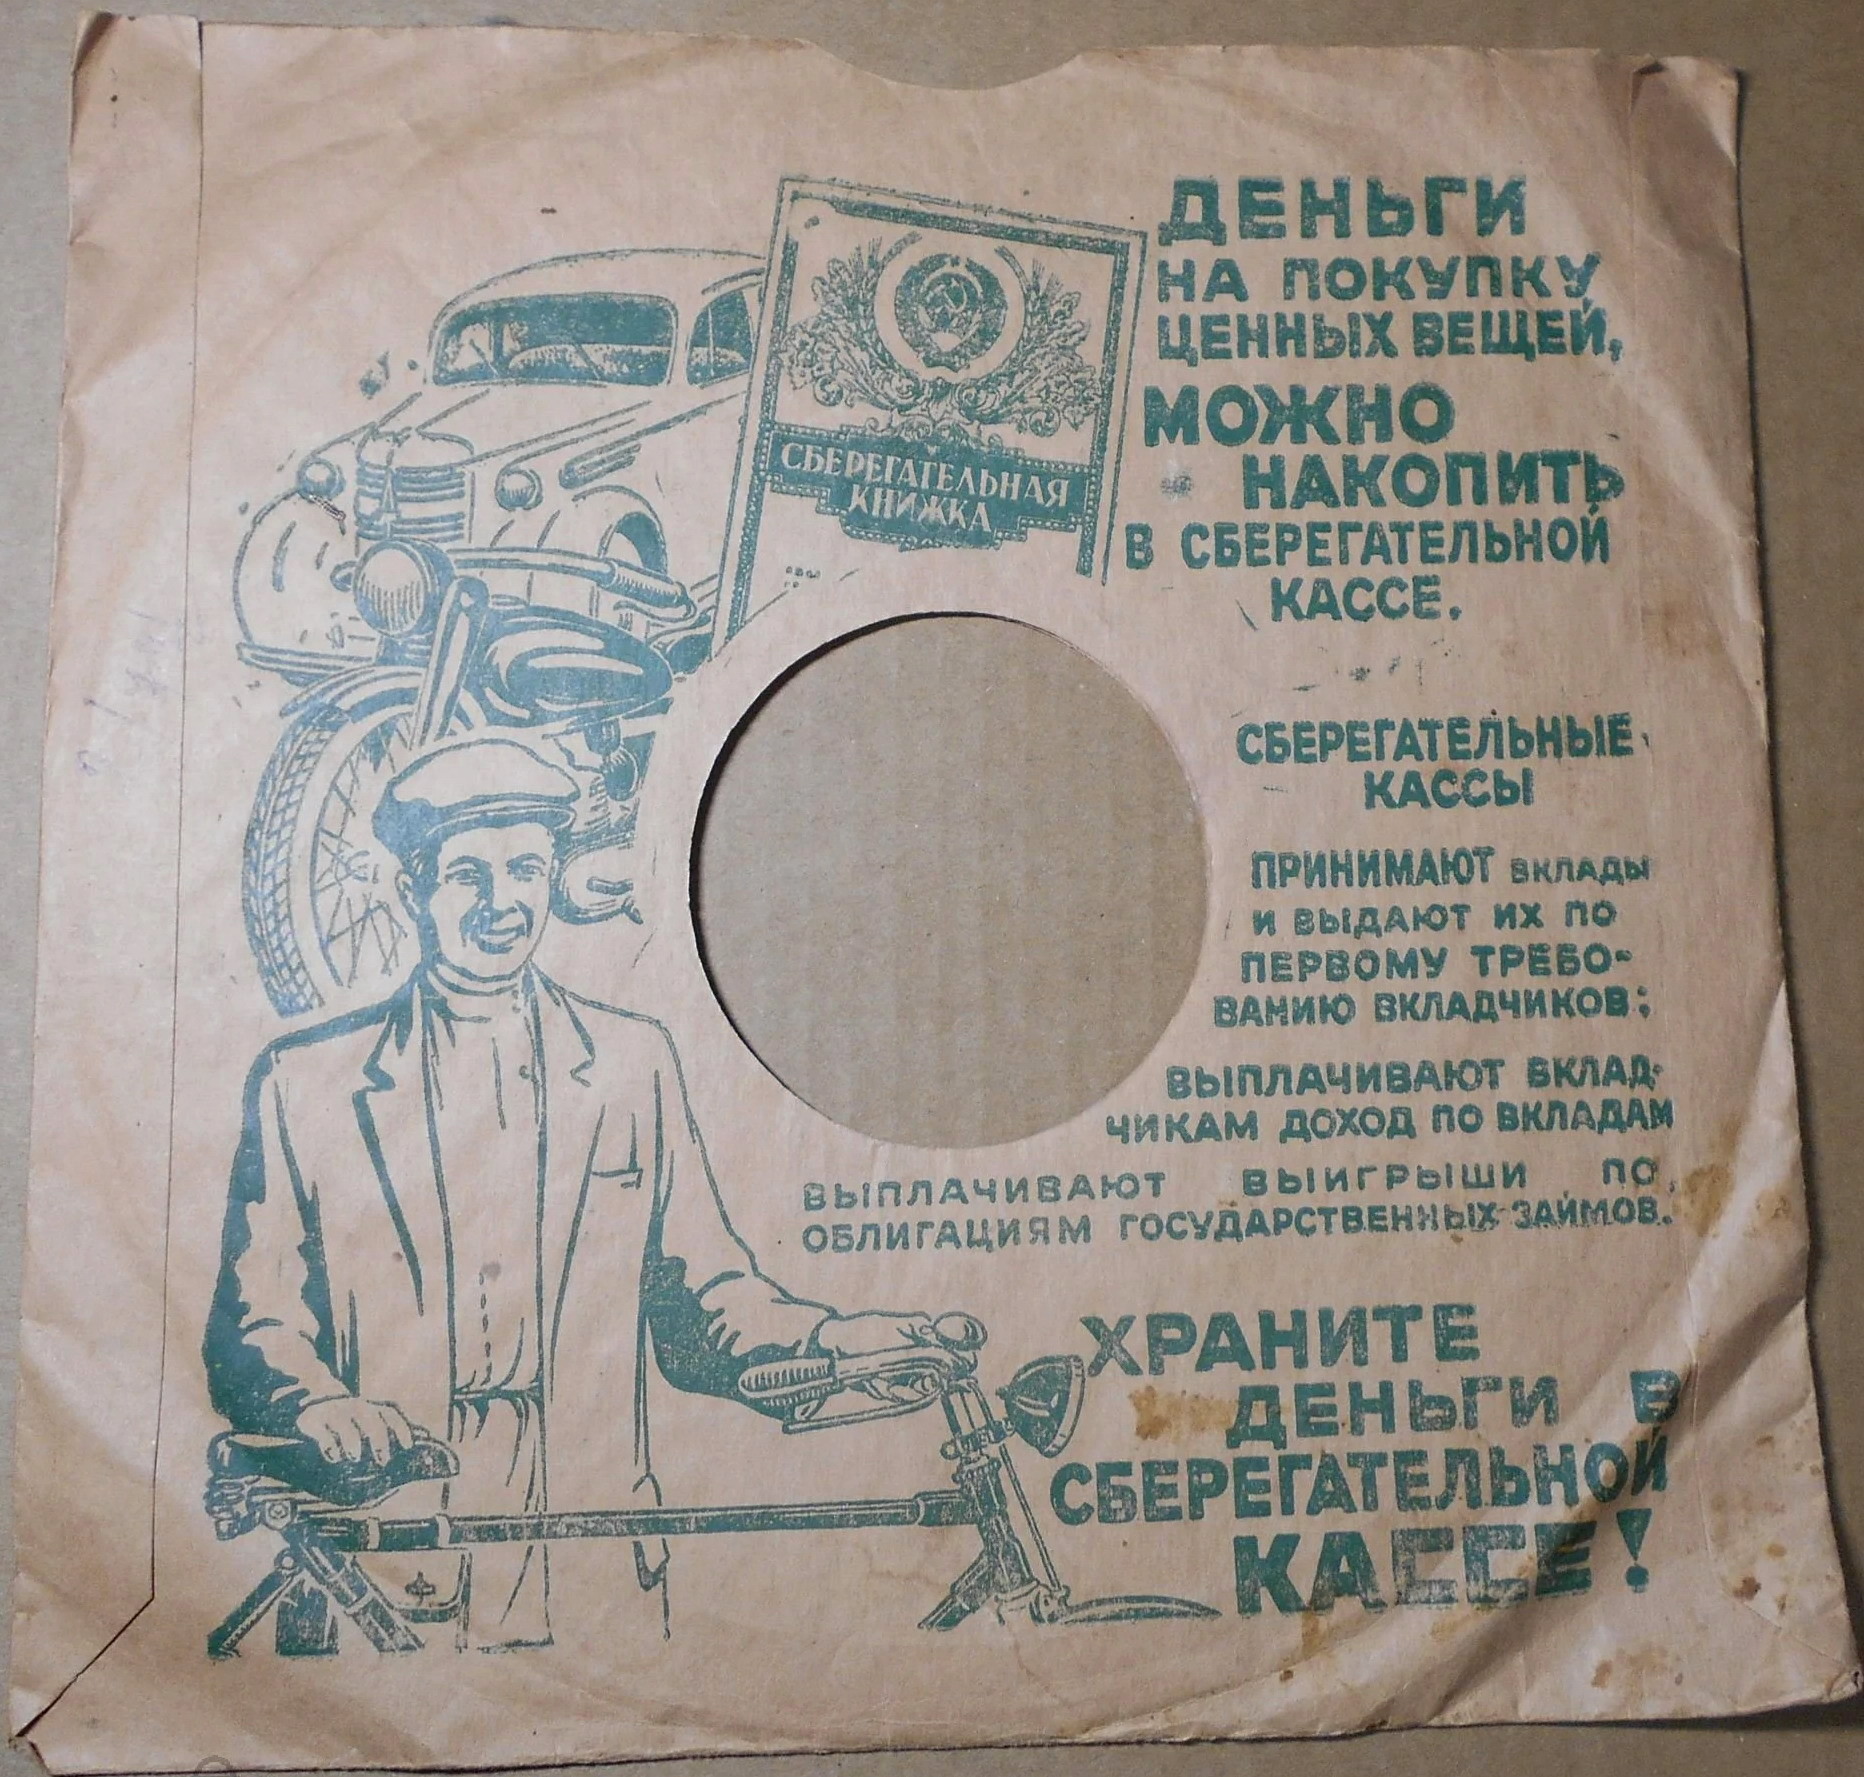 СБЕРЕГАТЕЛЬНАЯ
КНИЖКА
ДЕНЬГИ
НА ПОКУПКУ
ЦЕННЫХ ВЕЩЕЙ,
МОЖНО
НАКОПИТЬ
В СБЕРЕГАТЕЛЬНОЙ
КАССЕ.
СБЕРЕГАТЕЛЬНЫЕ
КАССЫ
ПРИНИМАЮТ ВКЛАДЫ
И ВЫДАЮТ ИХ ПО
ПЕРВОМУ ТРЕБО-
ВАНИЮ ВКЛАДЧИКОВ;
ВЫПЛАЧИВАЮТ ВКЛАД-
ЧИКАМ ДОХОД ПО ВКЛАДАМ
ВЫПЛАЧИВАЮТ ВЫИГРЫШИ ПО
ОБЛИГАЦИЯМ ГОСУДАРСТВЕННЫХ ЗАЙМОВ.
ХРАНИТЕ
ДЕНЬГИ В
СБЕРЕГАТЕЛЬНОЙ
КАССЕ!